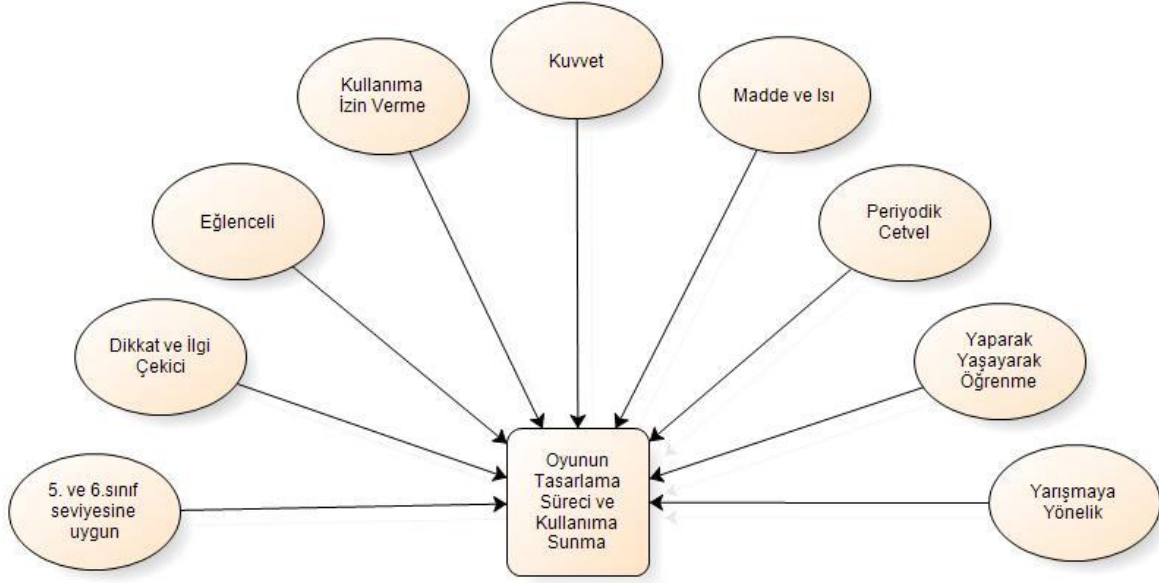 Kuvvet
Kullanıma
İzin Verme
Madde ve Isı
Eğlenceli
Periyodik
Cetvel
Dikkat ve İlgi
Çekici
Yaparak
Yaşayarak
Öğrenme
5. ve 6.sınıf
seviyesine
uygun
Oyunun
Tasarlama
Süreci ve
Kullanıma
Sunma
Yarışmaya
Yönelik